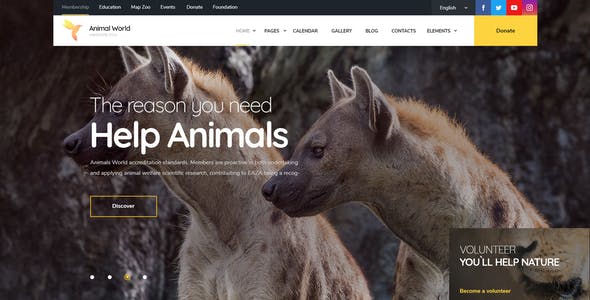 Membership Education Map Zoo Events Donate Foundation English
Animal World
HOME PAGES CALENDAR GALLERY BLOG CONTACTS ELEMENTS Donate
The reason you need
Help Animals
Animals World accreditation standards. Members are proactive in both undertaking
and applying animal welfare scientific research, contributing to EAZA being a recog-
Discover
VOLUNTEER
YOU`LL HELP NATURE
Become a volunteer